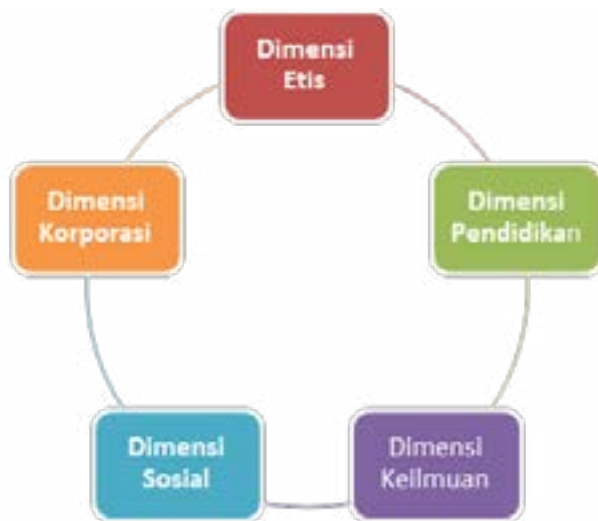 Dimensi
Etis
Dimensi
Korporasi
Dimensi
Pendidikan
Dimensi
Sosial
Dimensi
Keilmuan